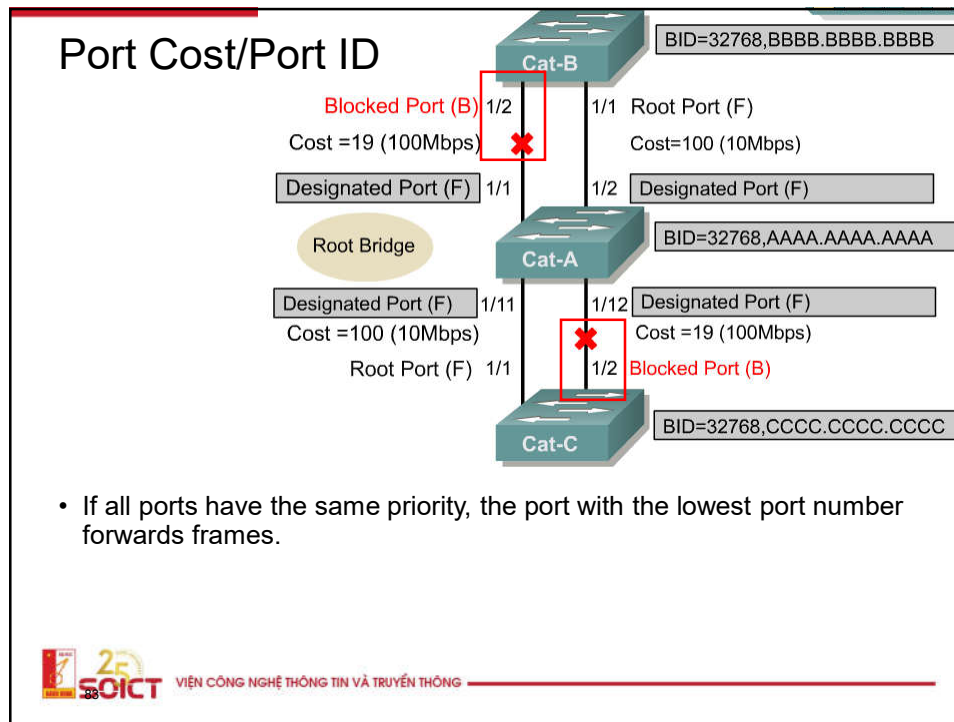 Port Cost/Port ID
BID=32768,BBBB.BBBB.BBBB
Cat-B
Blocked Port (B) 1/2
1/1 Root Port (F)
Cost =19 (100Mbps)
Cost=100 (10Mbps)
Designated Port (F) 1/1
1/2 Designated Port (F)
Root Bridge
BID=32768,AAAA.AAAA.AAAA
Cat-A
Designated Port (F) 1/11
1/12 Designated Port (F)
Cost =100 (10Mbps)
Cost =19 (100Mbps)
Root Port (F) 1/1
1/2 Blocked Port (B)
BID=32768,CCCC.CCCC.CCCC
Cat-C
• If all ports have the same priority, the port with the lowest port number
forwards frames.
25
SOICT
83
VIỆN CÔNG NGHỆ THÔNG TIN VÀ TRUYỀN THÔNG